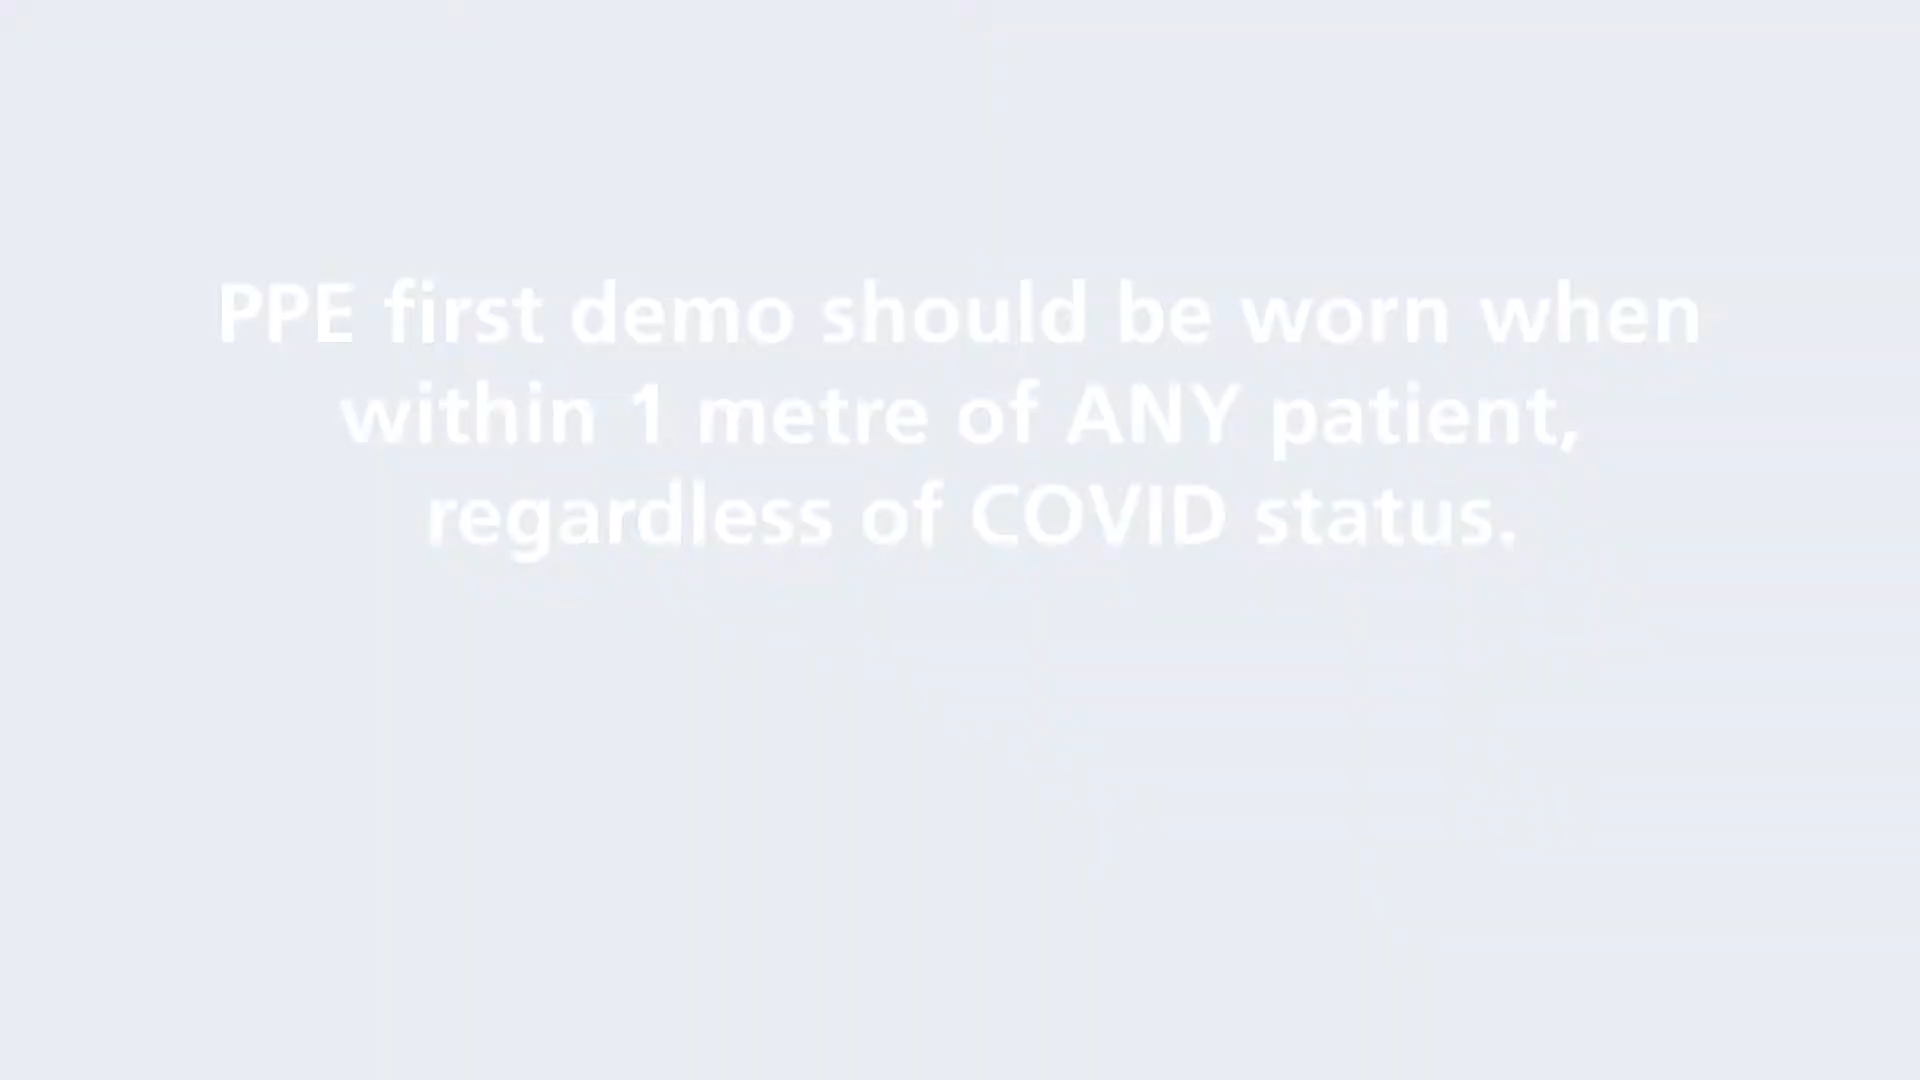 PPE first demo should be worn when
within 1 metre of ANY patient,
regardless of COVID status.